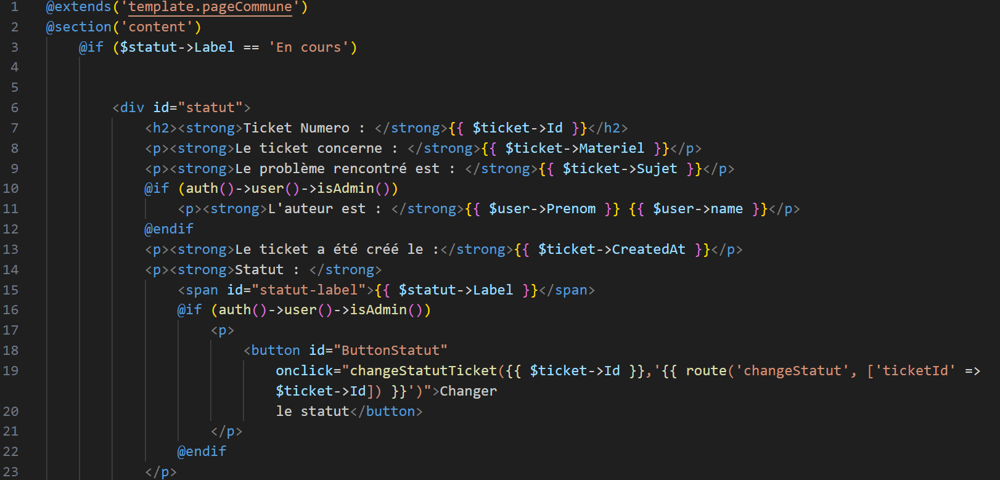 1 @extends('template.pageCommune')
2 @section('content')
3 @if ($statut->Label == 'En cours')
4
5
6 <div id="statut">
7 <h2><strong>Ticket Numero : </strong>{{ $ticket->Id }}</h2>
8 <p><strong>Le ticket concerne : </strong>{{ $ticket->Materiel }}</p>
9 <p><strong>Le problème rencontré est : </strong>{{ $ticket->Sujet }}</p>
10 @if (auth()->user()->isAdmin())
11 <p><strong>L'auteur est : </strong>{{ $user->Prenom }} {{ $user->name }}</p>
12 @endif
13 <p><strong>Le ticket a été créé le :</strong>{{ $ticket->CreatedAt }}</p>
14 <p><strong>Statut : </strong>
15 <span id="statut-label">{{ $statut->Label }}</span>
16 @if (auth()->user()->isAdmin())
17 <p>
18 <button id="ButtonStatut"
19 onclick="changeStatutTicket({{ $ticket->Id }},'{{ route('changeStatut', ['ticketId' =>
$ticket->Id]) }}')">Changer
20 le statut</button>
21 </p>
22 @endif
23 </p>